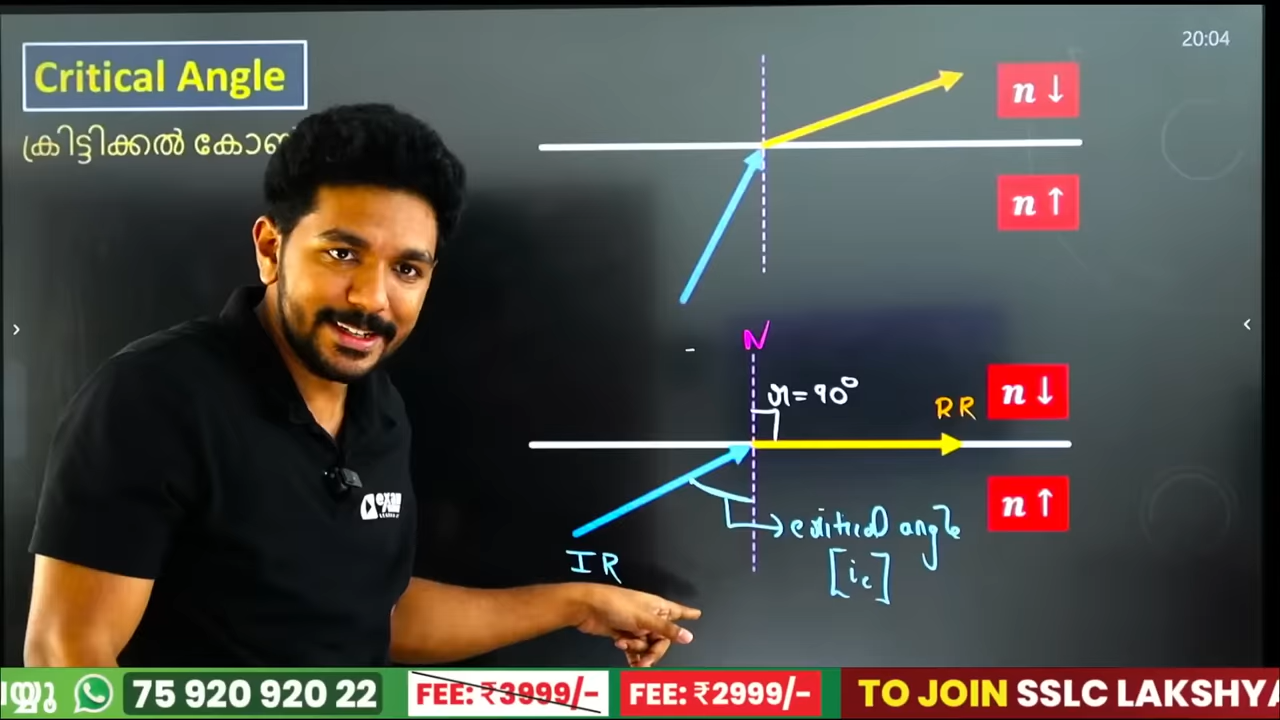 Critical Angle
20:04
ക്രിട്ടിക്കൽ
n ↓
n ↑
N
r=90°
RR
n ↓
n ↑
critical angle
[ic]
IR
75 920 920 22
FEE: ₹3999/-
FEE: ₹2999/-
TO JOIN SSLC LAKSHYA